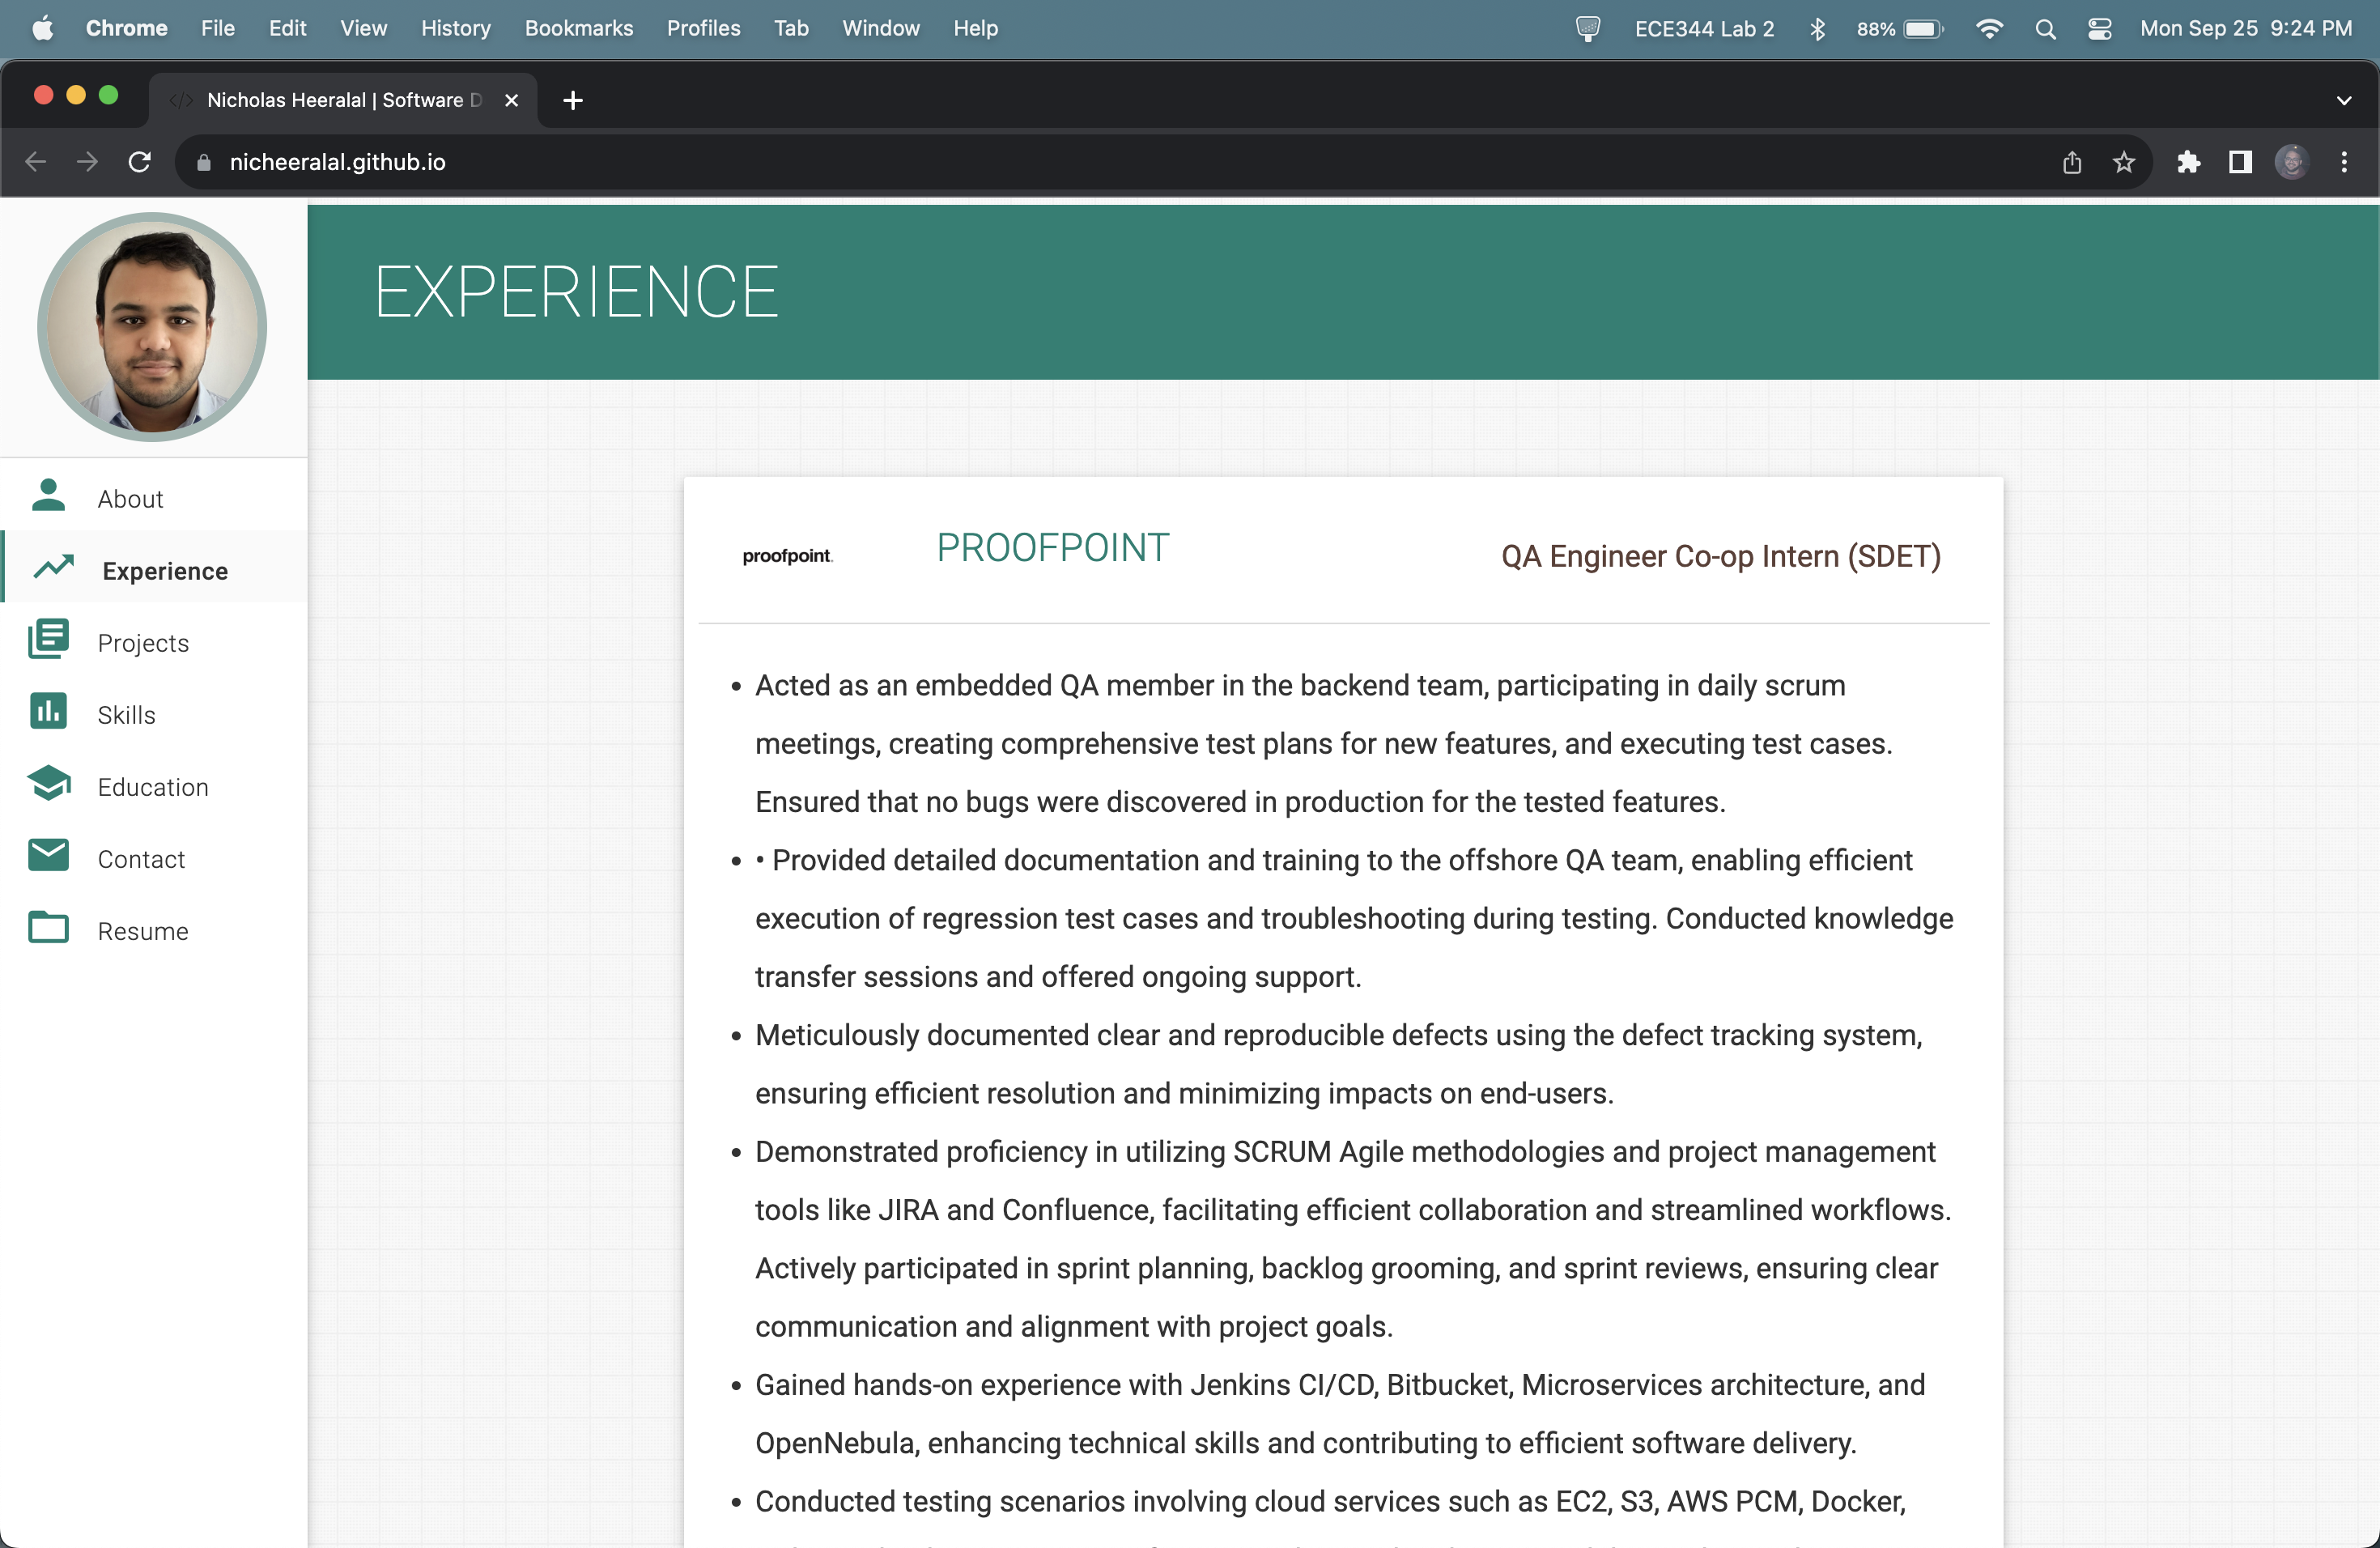 Chrome File Edit View History Bookmarks Profiles Tab Window Help ECE344 Lab 2 88% Mon Sep 25 9:24 PM
Nicholas Heeralal | Software D
nicheeralal.github.io
EXPERIENCE
About
Experience
Projects
Skills
Education
Contact
Resume
proofpoint. PROOFPOINT QA Engineer Co-op Intern (SDET)
• Acted as an embedded QA member in the backend team, participating in daily scrum
meetings, creating comprehensive test plans for new features, and executing test cases.
Ensured that no bugs were discovered in production for the tested features.
• • Provided detailed documentation and training to the offshore QA team, enabling efficient
execution of regression test cases and troubleshooting during testing. Conducted knowledge
transfer sessions and offered ongoing support.
• Meticulously documented clear and reproducible defects using the defect tracking system,
ensuring efficient resolution and minimizing impacts on end-users.
• Demonstrated proficiency in utilizing SCRUM Agile methodologies and project management
tools like JIRA and Confluence, facilitating efficient collaboration and streamlined workflows.
Actively participated in sprint planning, backlog grooming, and sprint reviews, ensuring clear
communication and alignment with project goals.
• Gained hands-on experience with Jenkins CI/CD, Bitbucket, Microservices architecture, and
OpenNebula, enhancing technical skills and contributing to efficient software delivery.
• Conducted testing scenarios involving cloud services such as EC2, S3, AWS PCM, Docker,